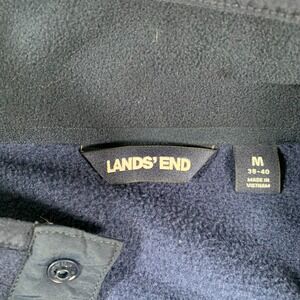 LANDS' END
M
38-40
MADE IN
VIETNAM